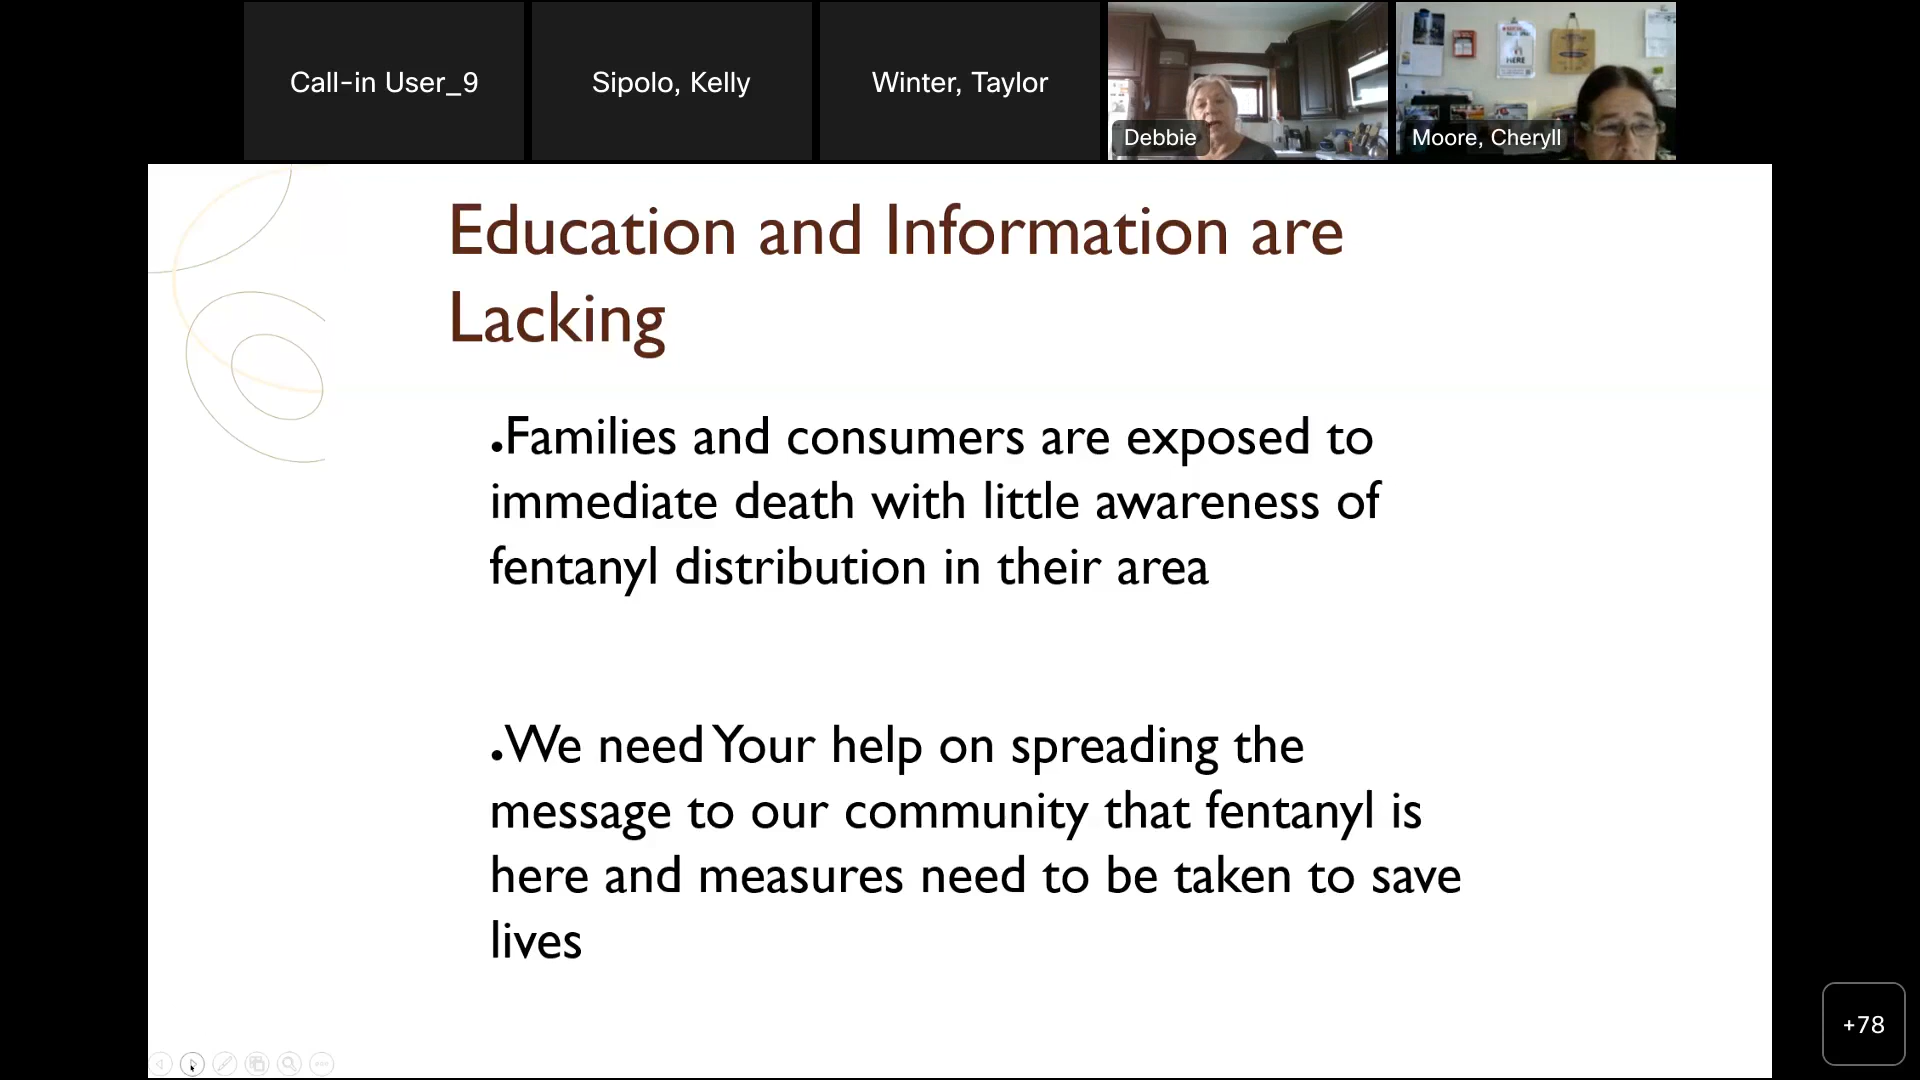 Call-in User_9
Sipolo, Kelly
Winter, Taylor
Debbie
Moore, Cheryll
HERE
Education and Information are
Lacking
•Families and consumers are exposed to
immediate death with little awareness of
fentanyl distribution in their area
•We need Your help on spreading the
message to our community that fentanyl is
here and measures need to be taken to save
lives
+78